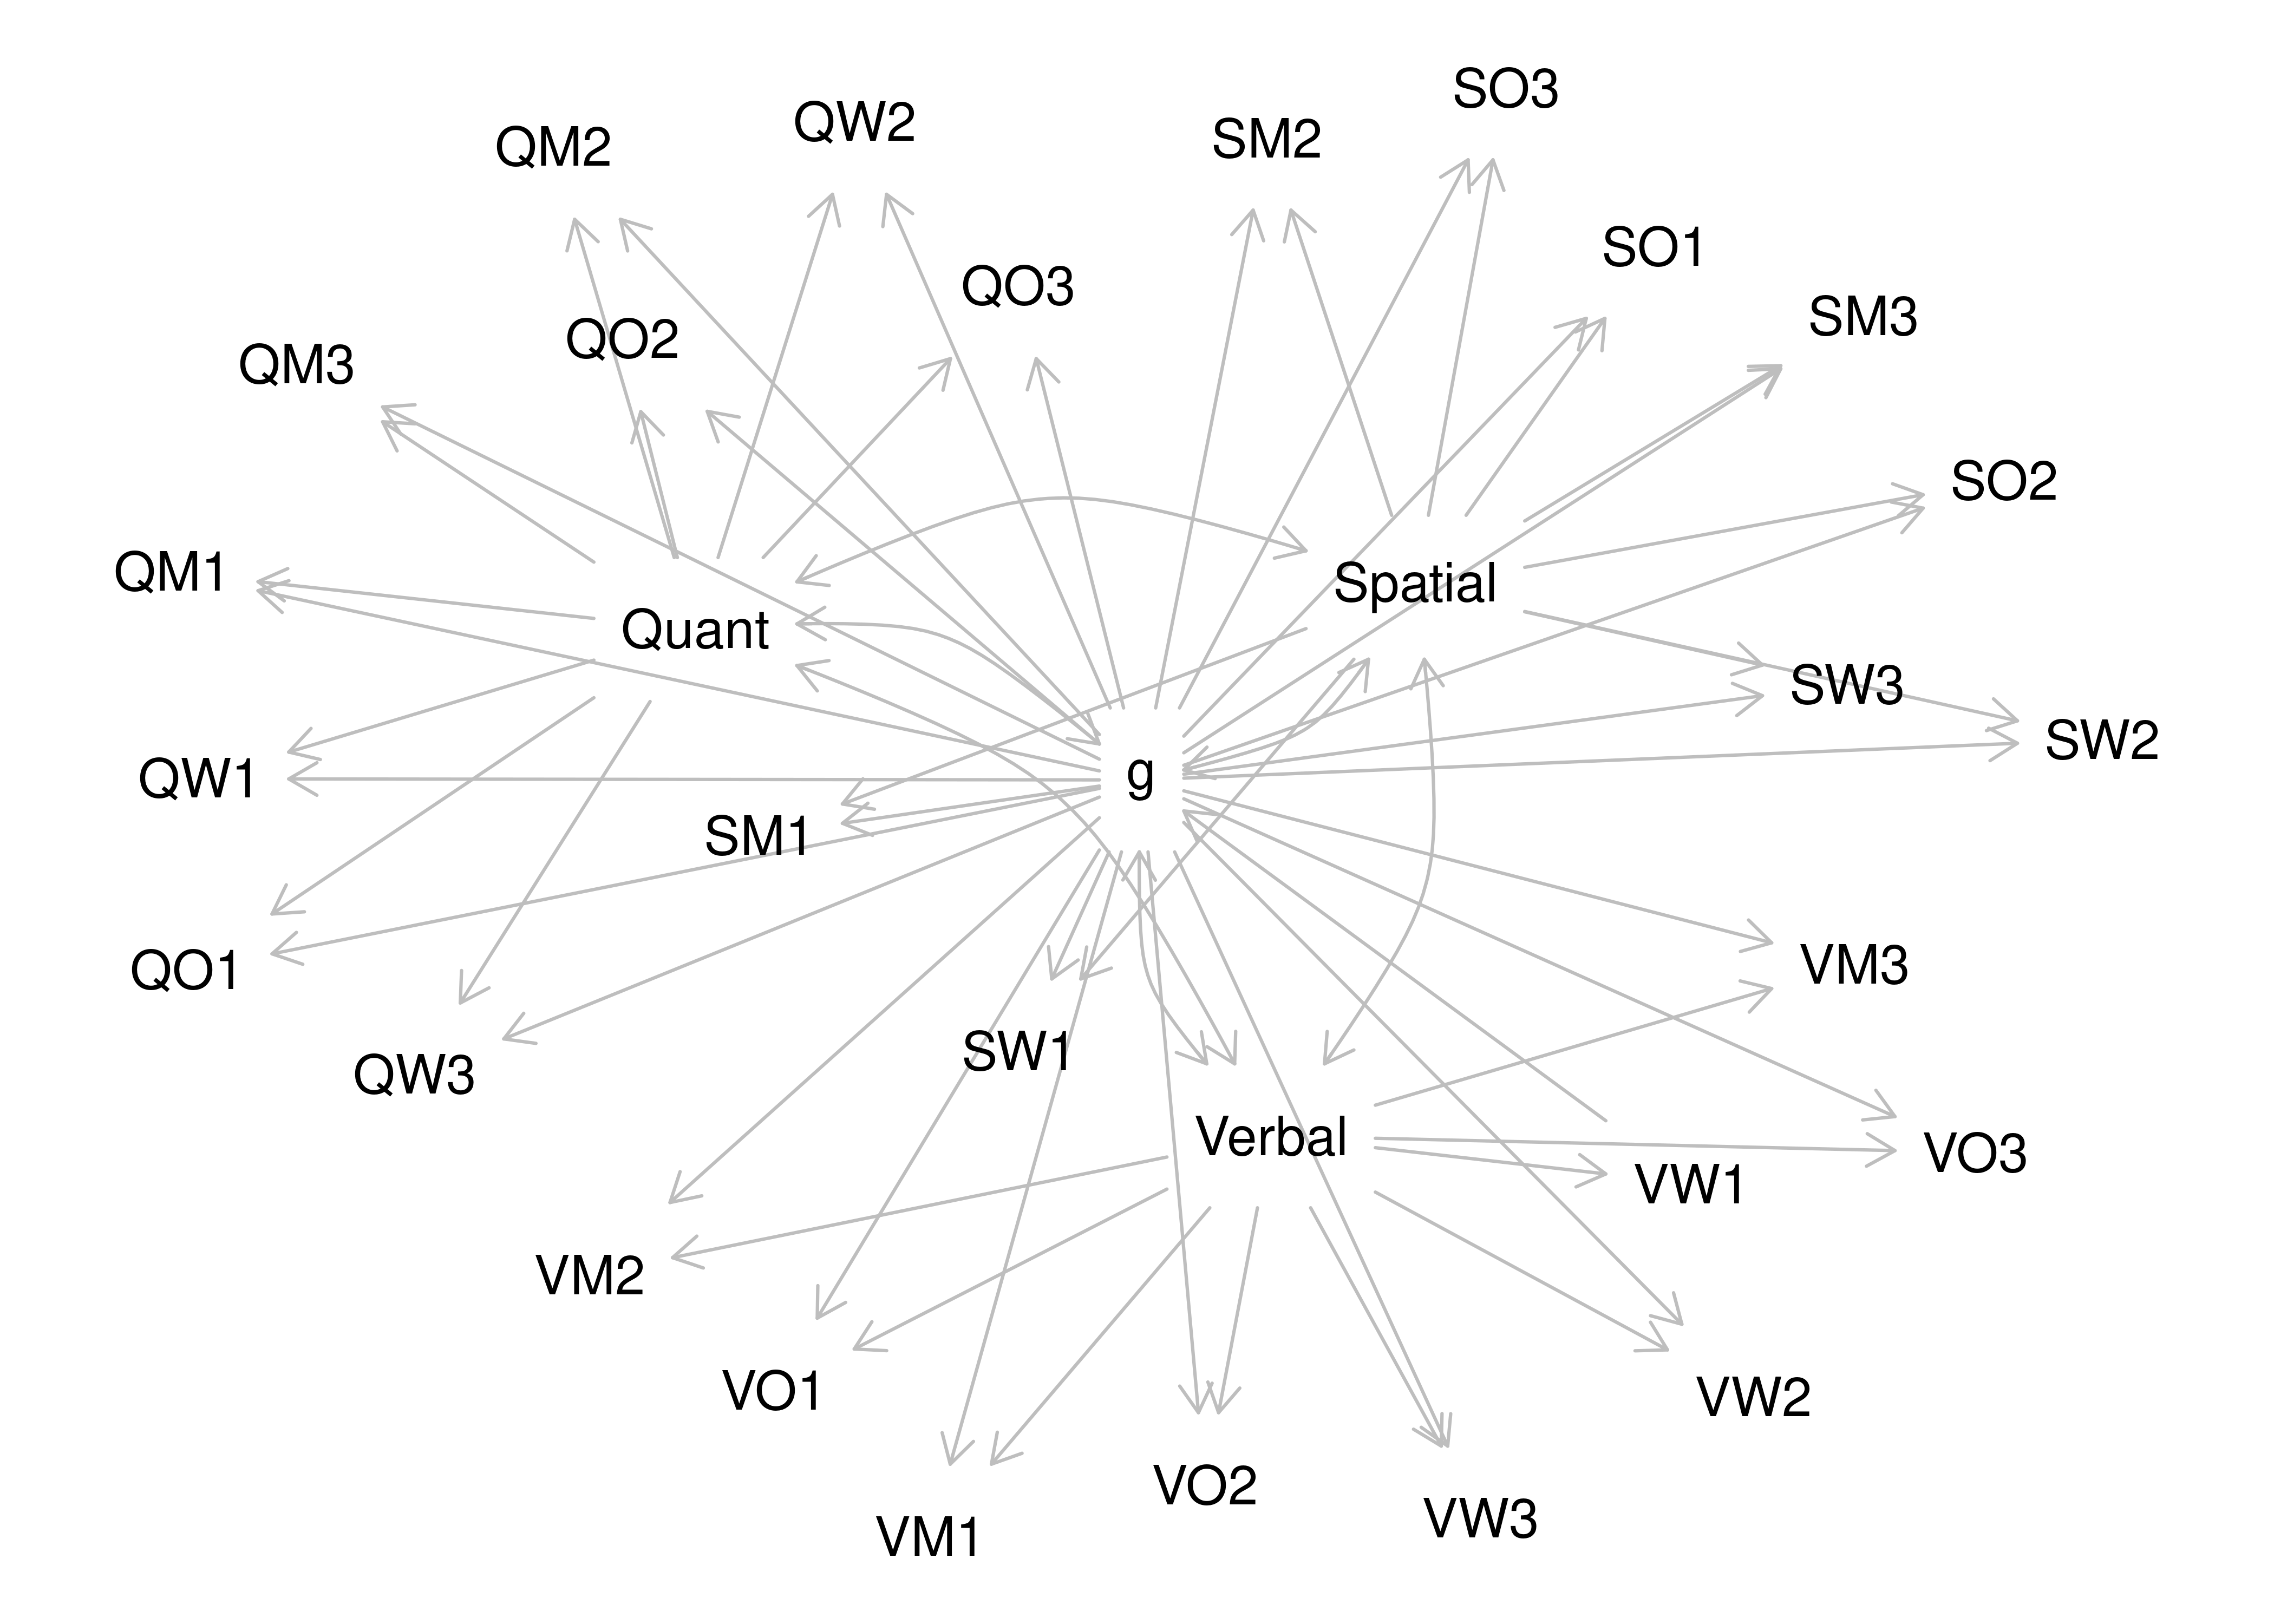 SO3
QW2
SM2
QM2
SO1
QO3
SM3
QO2
QM3
SO2
QM1
Spatial
Quant
SW3
SW2
g
QW1
SM1
VM3
QO1
SW1
QW3
Verbal
VO3
VW1
VM2
VO1
VW2
VO2
VW3
VM1